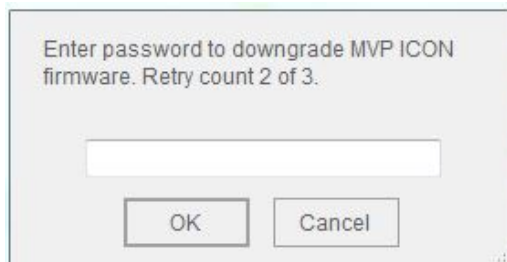 Enter password to downgrade MVP ICON
firmware. Retry count 2 of 3.
OK
Cancel